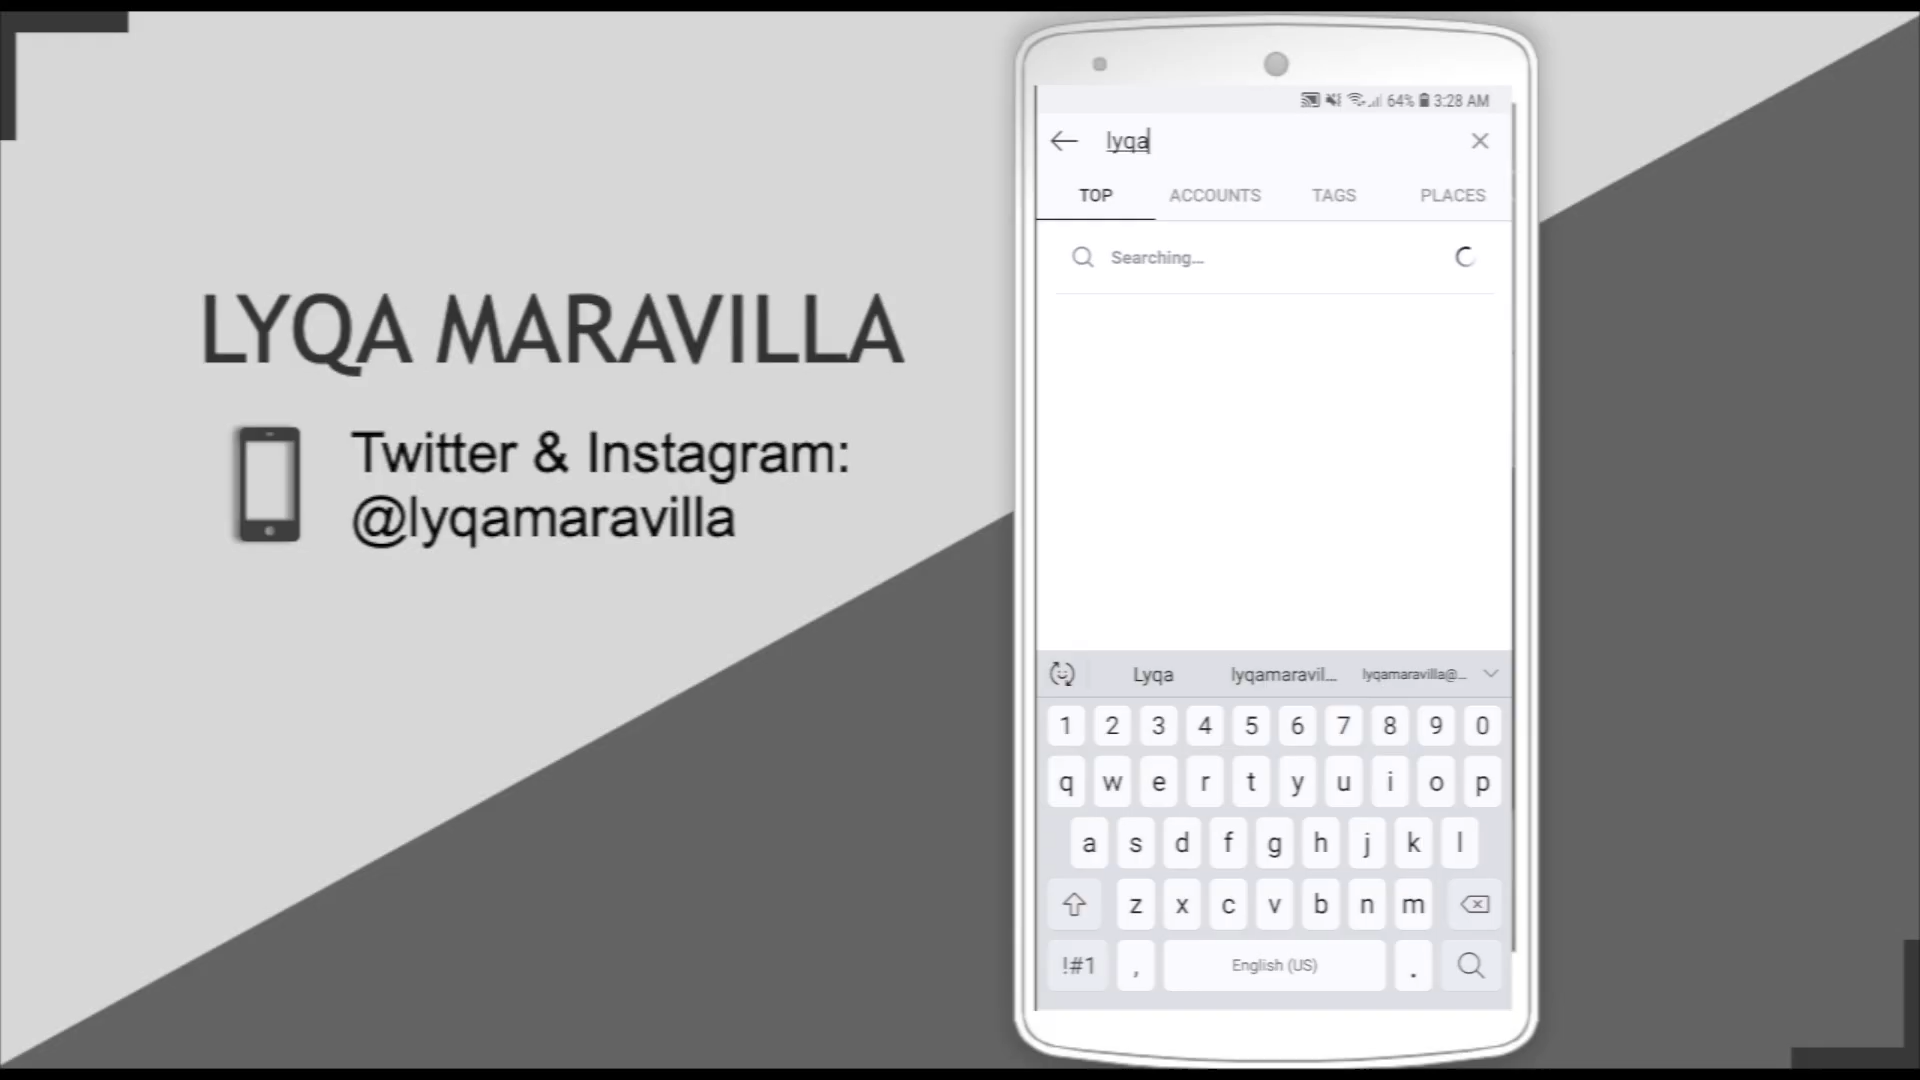 LYQA MARAVILLA
Twitter & Instagram:
@lyqamaravilla
64% 3:28 AM
lyqa
TOP ACCOUNTS TAGS PLACES
Searching...
Lyqa lyqamaravil... lyqamaravilla@...
1 2 3 4 5 6 7 8 9 0
q w e r t y u i o p
a s d f g h j k l
z x c v b n m
!#1 , English (US) .